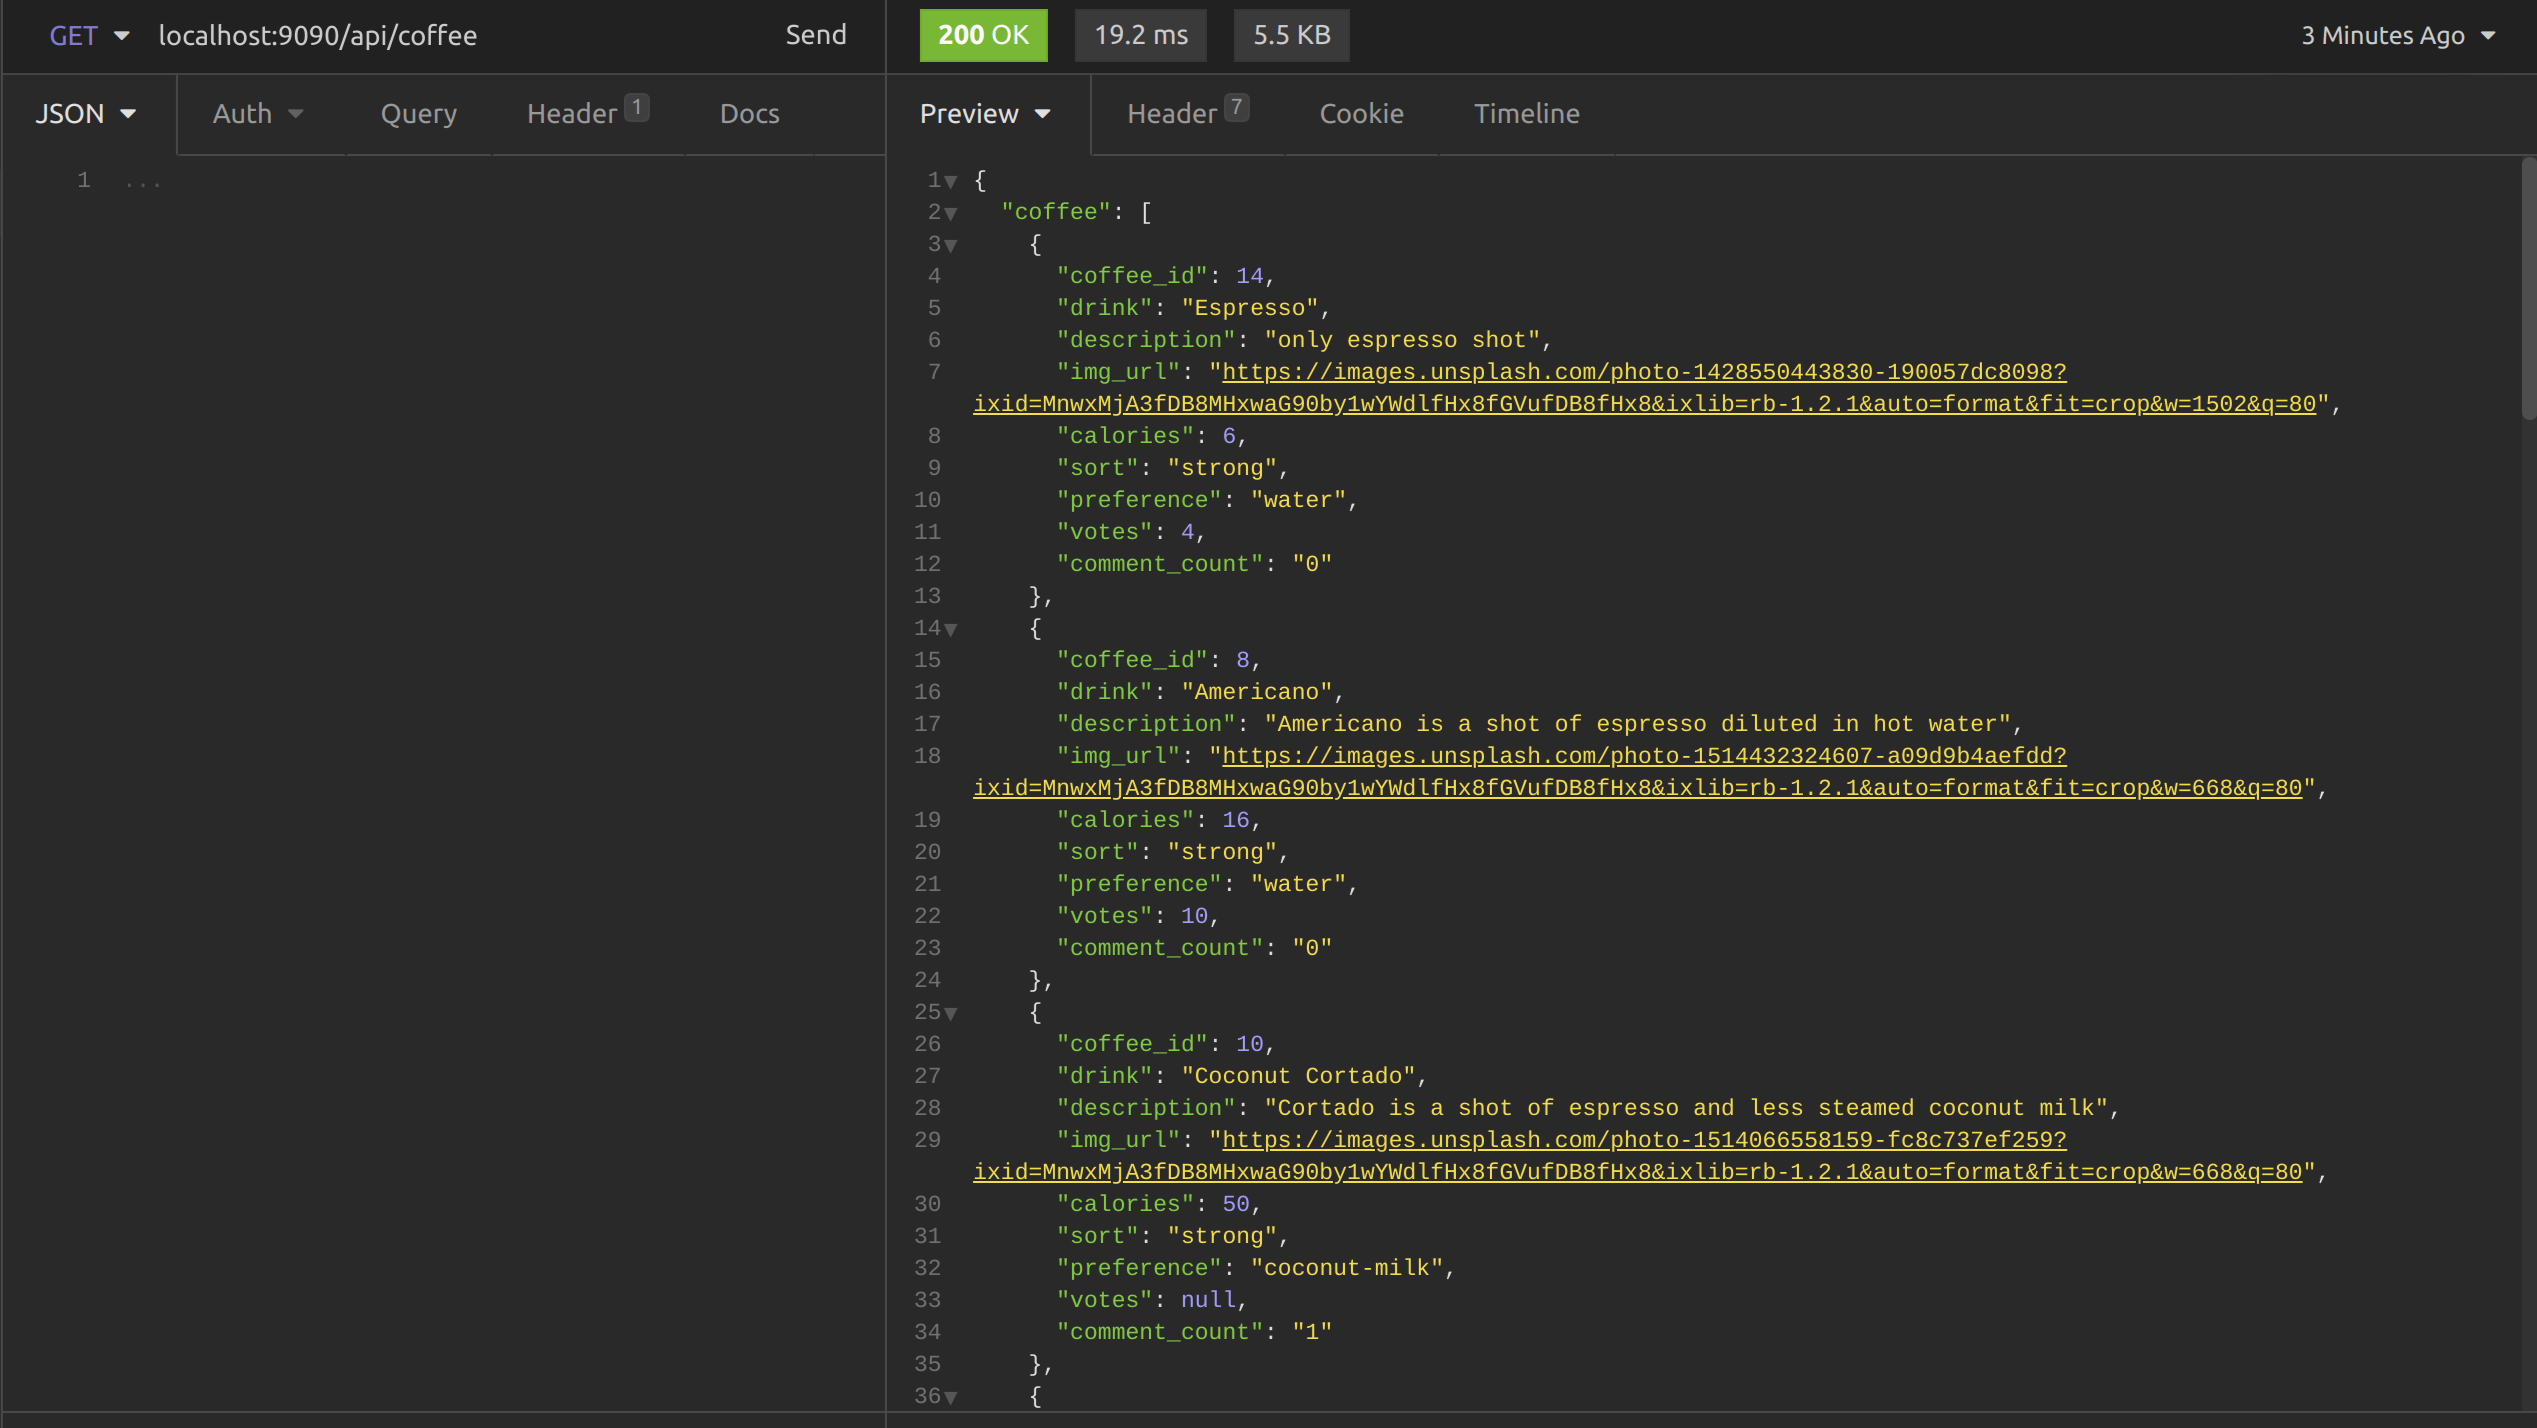 GET localhost:9090/api/coffee Send 200 OK 19.2 ms 5.5 KB 3 Minutes Ago
JSON Auth Query Header 1 Docs Preview Header 7 Cookie Timeline
1 ...
1 {
2 "coffee": [
3 {
4 "coffee_id": 14,
5 "drink": "Espresso",
6 "description": "only espresso shot",
7 "img_url": "https://images.unsplash.com/photo-1428550443830-190057dc8098?
ixid=MnwxMjA3fDB8MHxwaG90by1wYWdlfHx8fGVufDB8fHx8&ixlib=rb-1.2.1&auto=format&fit=crop&w=1502&q=80",
8 "calories": 6,
9 "sort": "strong",
10 "preference": "water",
11 "votes": 4,
12 "comment_count": "0"
13 },
14 {
15 "coffee_id": 8,
16 "drink": "Americano",
17 "description": "Americano is a shot of espresso diluted in hot water",
18 "img_url": "https://images.unsplash.com/photo-1514432324607-a09d9b4aefdd?
ixid=MnwxMjA3fDB8MHxwaG90by1wYWdlfHx8fGVufDB8fHx8&ixlib=rb-1.2.1&auto=format&fit=crop&w=668&q=80",
19 "calories": 16,
20 "sort": "strong",
21 "preference": "water",
22 "votes": 10,
23 "comment_count": "0"
24 },
25 {
26 "coffee_id": 10,
27 "drink": "Coconut Cortado",
28 "description": "Cortado is a shot of espresso and less steamed coconut milk",
29 "img_url": "https://images.unsplash.com/photo-1514066558159-fc8c737ef259?
ixid=MnwxMjA3fDB8MHxwaG90by1wYWdlfHx8fGVufDB8fHx8&ixlib=rb-1.2.1&auto=format&fit=crop&w=668&q=80",
30 "calories": 50,
31 "sort": "strong",
32 "preference": "coconut-milk",
33 "votes": null,
34 "comment_count": "1"
35 },
36 {